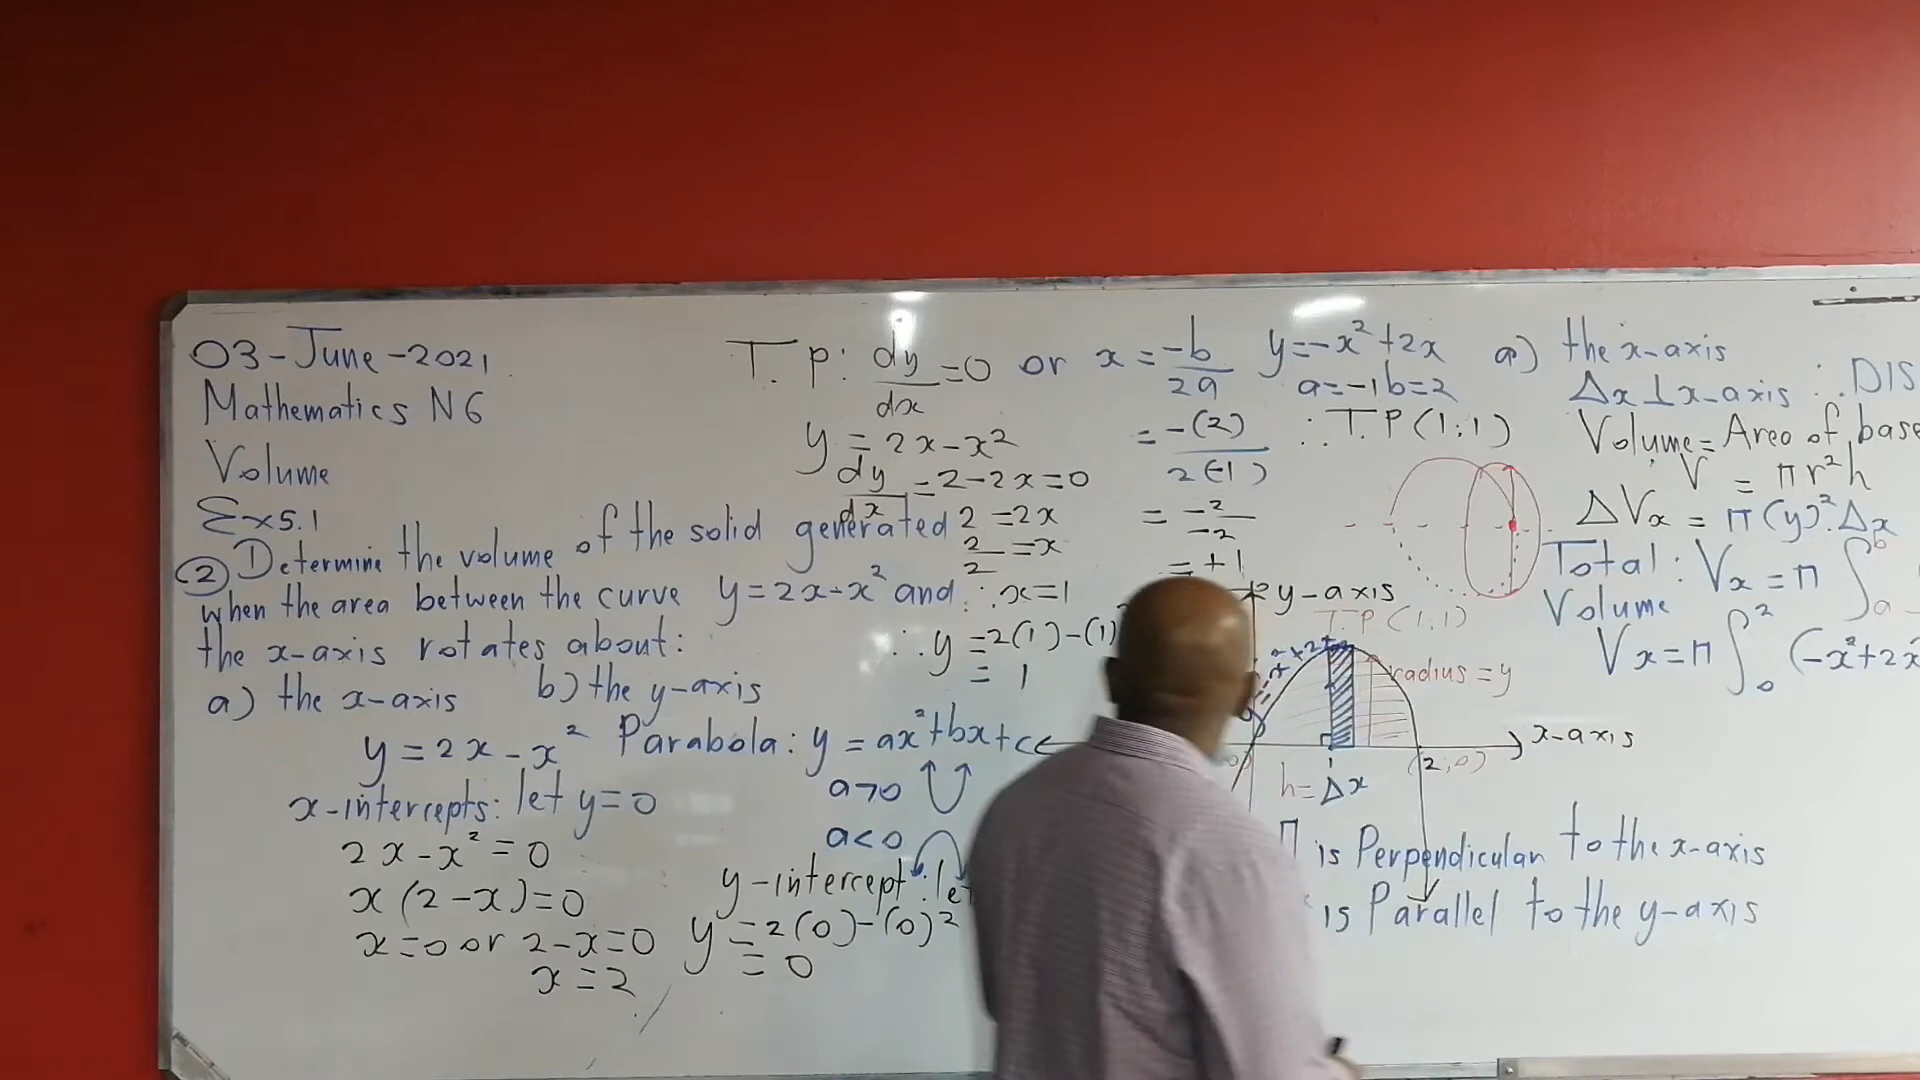 03-June-2021
Mathematics N6
Volume
Ex5.1
② Determine the volume of the solid generated
when the area between the curve y=2x-x² and
the x-axis rotates about:
a) the x-axis b) the y-axis
y=2x-x²
x-intercepts: let y=0
2x-x²=0
x(2-x)=0
x=0 or 2-x=0
x=2
Parabola: y=ax²+bx+c
a>0
a<0
y-intercept: le
y=2(0)-(0)²
=0
T.P: dy/dx=0 or x=-b/2a
y=2x-x²
dy/dx=2-2x=0
2=2x
2/2=x
∴x=1
∴y=2(1)-(1)
=1
=-(2)/2(-1)
=-2/-2
=+1
y=-x²+2x
a=-1 b=2
∴T.P(1;1)
y-axis
T.P(1;1)
radius=y
x-axis
(2;0)
h=Δx
is Perpendicular to the x-axis
is Parallel to the y-axis
a) the x-axis
Δx⊥x-axis ∴DIS
Volume=Area of base
V=πr²h
ΔVx=π(y)².Δx
Total: Vx=π∫ₐᵇ
Volume
Vx=π∫₀²(-x²+2x